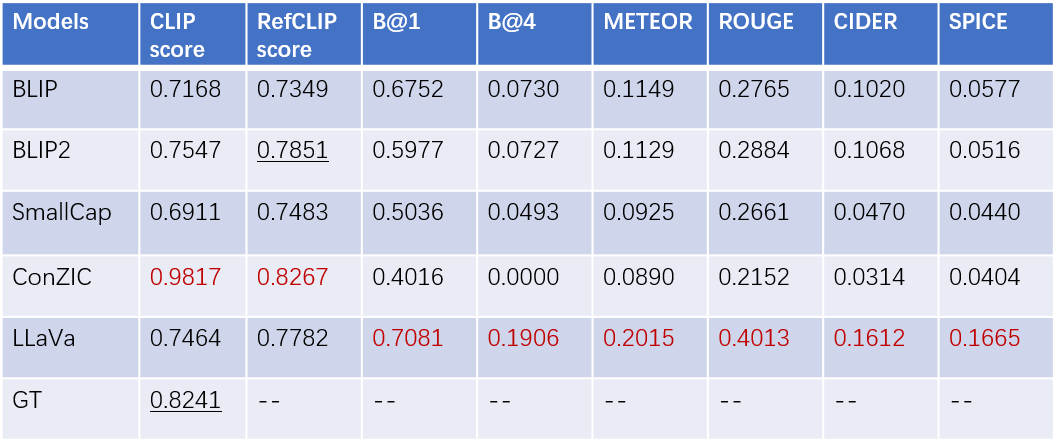 Models CLIP score RefCLIP score B@1 B@4 METEOR ROUGE CIDER SPICE
BLIP 0.7168 0.7349 0.6752 0.0730 0.1149 0.2765 0.1020 0.0577
BLIP2 0.7547 0.7851 0.5977 0.0727 0.1129 0.2884 0.1068 0.0516
SmallCap 0.6911 0.7483 0.5036 0.0493 0.0925 0.2661 0.0470 0.0440
ConZIC 0.9817 0.8267 0.4016 0.0000 0.0890 0.2152 0.0314 0.0404
LLaVa 0.7464 0.7782 0.7081 0.1906 0.2015 0.4013 0.1612 0.1665
GT 0.8241 -- -- -- -- -- -- --